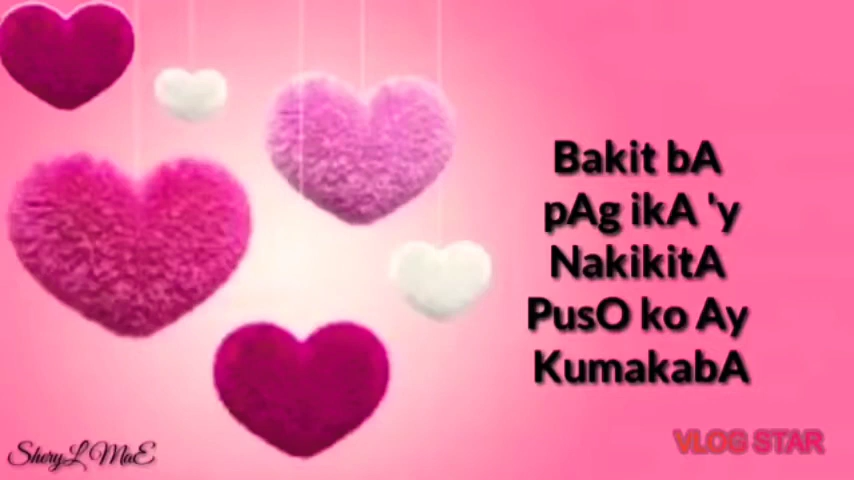 Bakit bA
pAg ikA 'y
NakikitA
PusO ko Ay
KumakabA
SheryL MaE
VLOG STAR